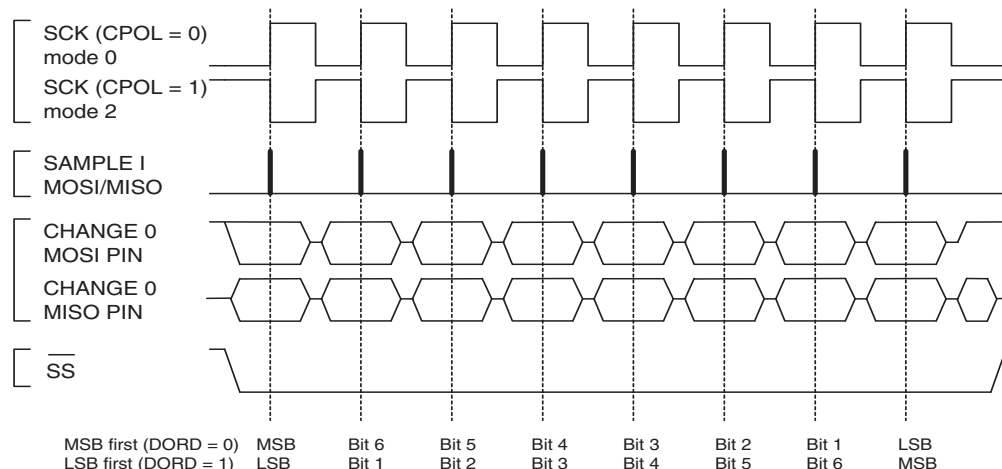 SCK (CPOL = 0)
mode 0
SCK (CPOL = 1)
mode 2
SAMPLE I
MOSI/MISO
CHANGE 0
MOSI PIN
CHANGE 0
MISO PIN
SS
MSB first (DORD = 0) MSB Bit 6 Bit 5 Bit 4 Bit 3 Bit 2 Bit 1 LSB
LSB first (DORD = 1) LSB Bit 1 Bit 2 Bit 3 Bit 4 Bit 5 Bit 6 MSB